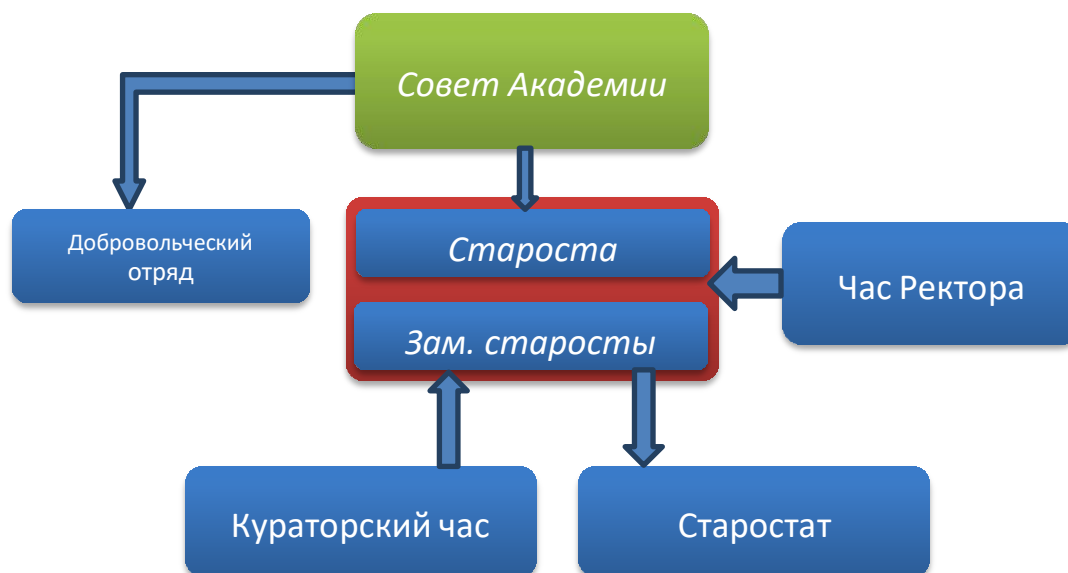 Совет Академии
Добровольческий
отряд
Староста
Час Ректора
Зам. старосты
Кураторский час
Старостат